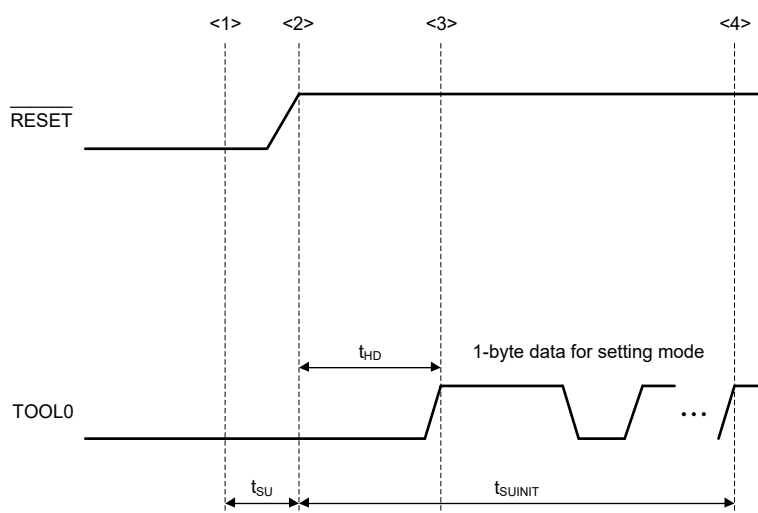 <1> <2> <3> <4>
RESET
tHD
1-byte data for setting mode
TOOL0
...
tSU
tSUINIT